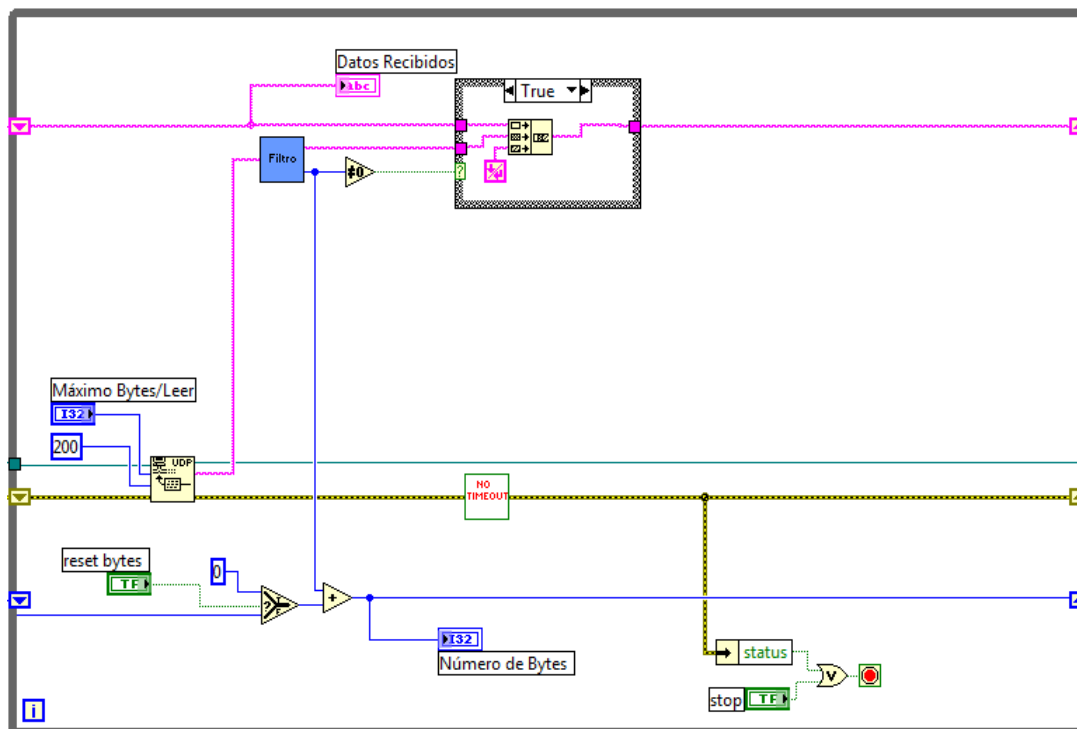 Datos Recibidos
abc
True
Filtro
≠0
?
Máximo Bytes/Leer
I32
200
UDP
NO
TIMEOUT
reset bytes
TF
0
?
T
F
+
I32
Número de Bytes
status
V
stop
TF
i